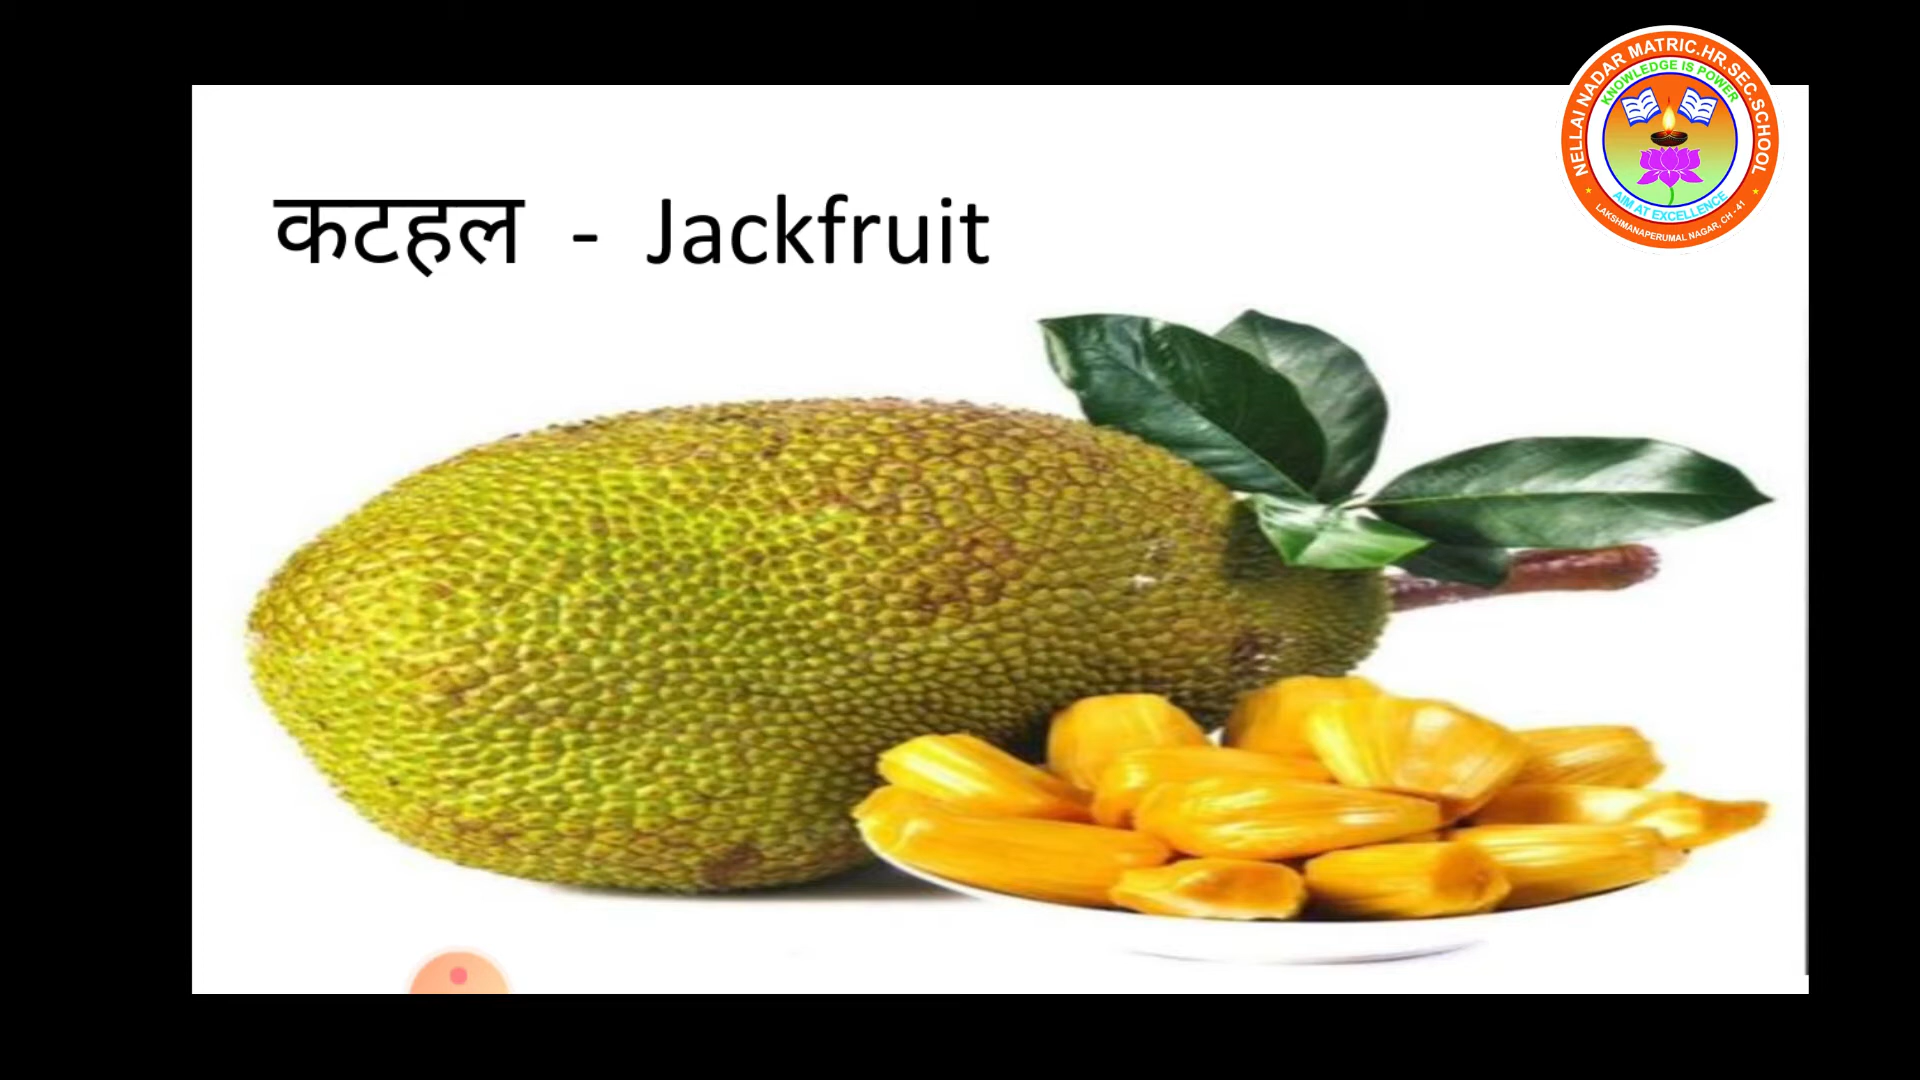 कटहल - Jackfruit
NELLAI NADAR MATRIC.HR.SEC.SCHOOL
KNOWLEDGE IS POWER
AIM AT EXCELLENCE
LAKSHMANAPERUMAL NAGAR, CH - 41